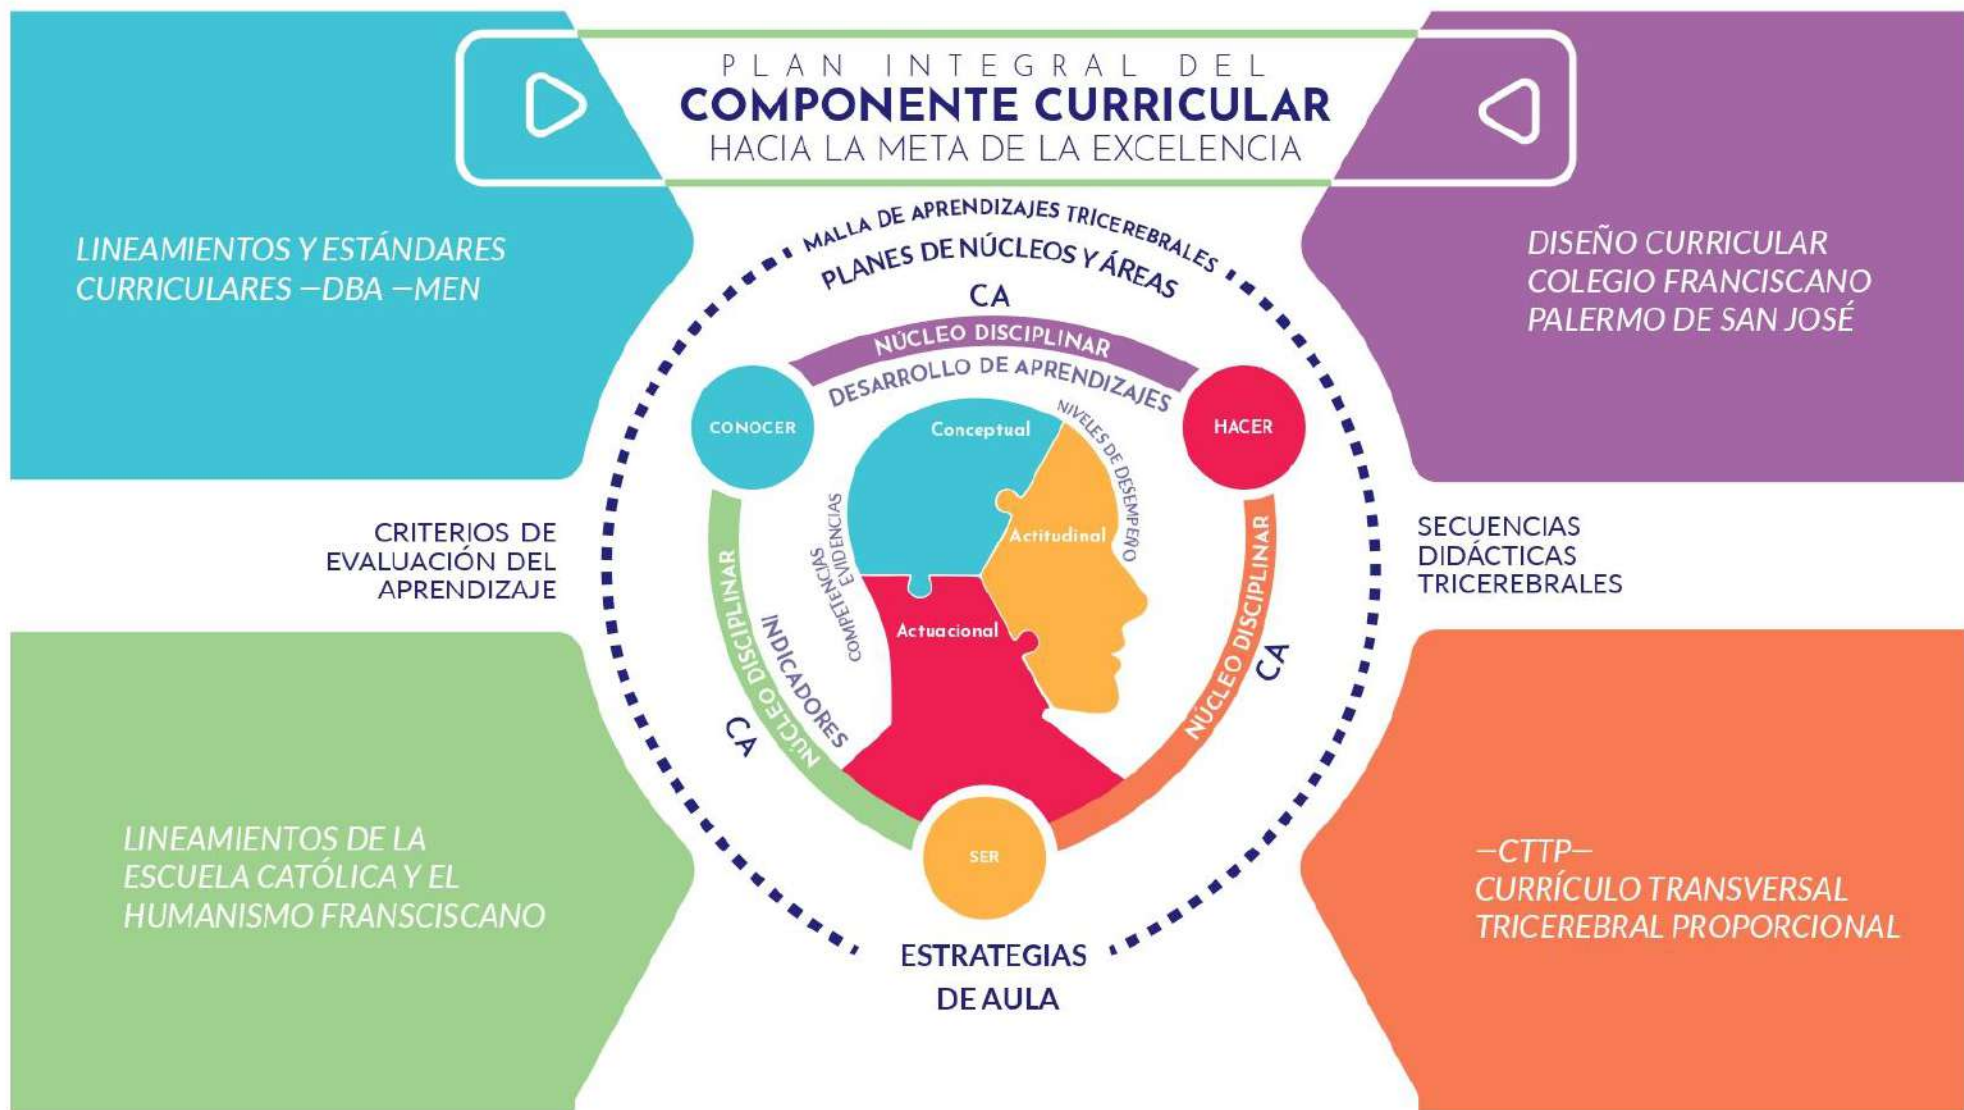 PLAN INTEGRAL DEL
COMPONENTE CURRICULAR
HACIA LA META DE LA EXCELENCIA
LINEAMIENTOS Y ESTÁNDARES
CURRICULARES –DBA –MEN
DISEÑO CURRICULAR
COLEGIO FRANCISCANO
PALERMO DE SAN JOSÉ
MALLA DE APRENDIZAJES TRICEREBRALES
PLANES DE NÚCLEOS Y ÁREAS
CA
NÚCLEO DISCIPLINAR
DESARROLLO DE APRENDIZAJES
CONOCER
HACER
Conceptual
NIVELES DE DESEMPEÑO
Actitudinal
EVIDENCIAS
COMPETENCIAS
Actuacional
INDICADORES
NÚCLEO DISCIPLINAR
CA
NÚCLEO DISCIPLINAR
CA
SER
CRITERIOS DE
EVALUACIÓN DEL
APRENDIZAJE
SECUENCIAS
DIDÁCTICAS
TRICEREBRALES
LINEAMIENTOS DE LA
ESCUELA CATÓLICA Y EL
HUMANISMO FRANSCISCANO
–CTTP–
CURRÍCULO TRANSVERSAL
TRICEREBRAL PROPORCIONAL
ESTRATEGIAS
DE AULA